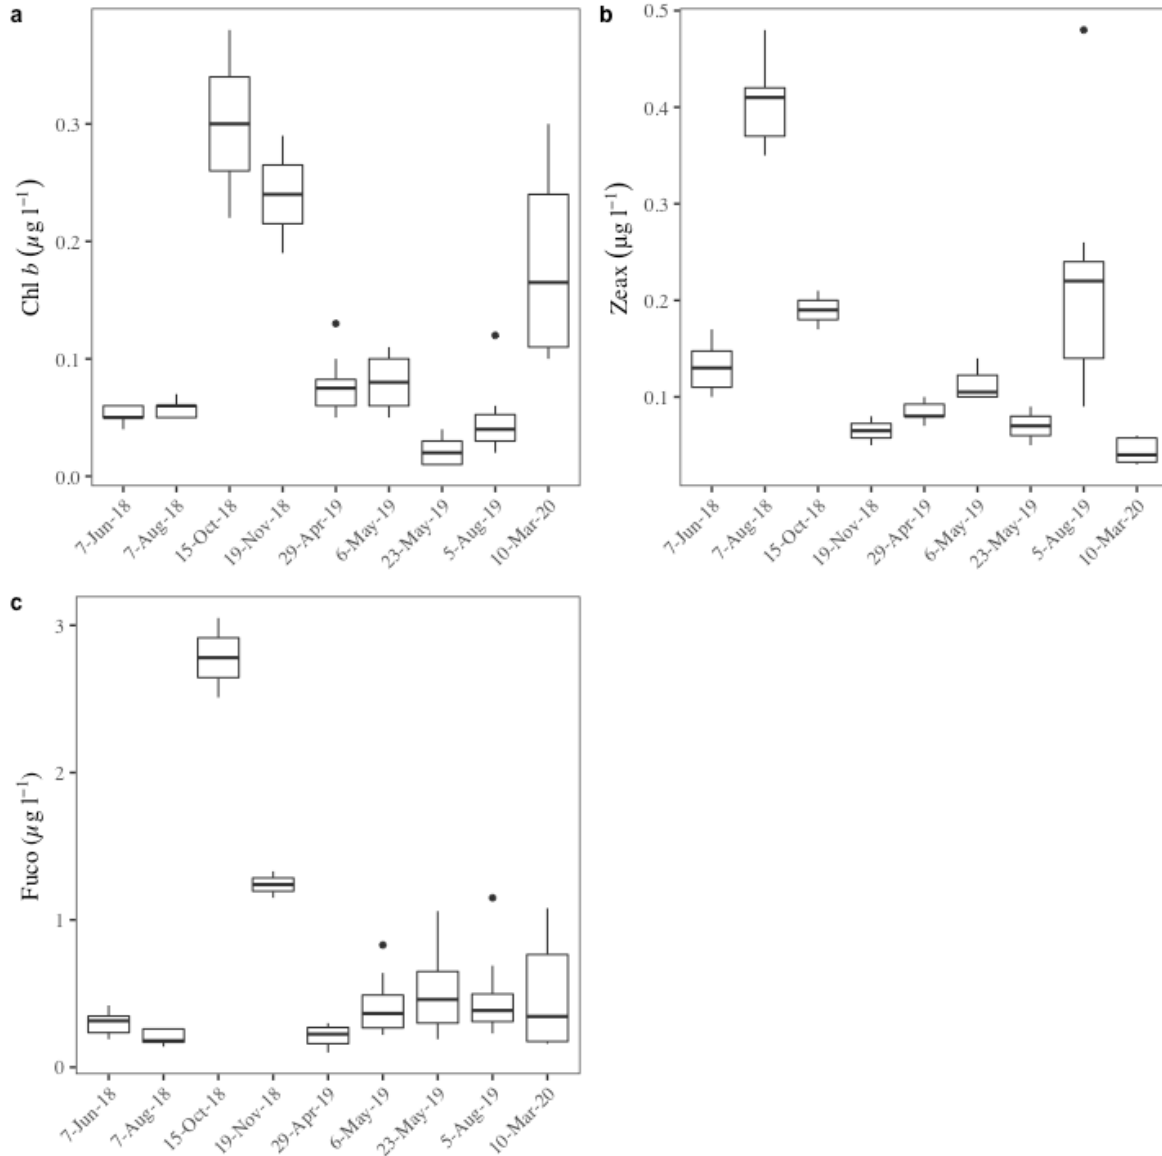 a
Chl b (µg l⁻¹)
0.3
0.2
0.1
0.0
7-Jun-18
7-Aug-18
15-Oct-18
19-Nov-18
29-Apr-19
6-May-19
23-May-19
5-Aug-19
10-Mar-20
b
Zeax (µg l⁻¹)
0.5
0.4
0.3
0.2
0.1
7-Jun-18
7-Aug-18
15-Oct-18
19-Nov-18
29-Apr-19
6-May-19
23-May-19
5-Aug-19
10-Mar-20
c
Fuco (µg l⁻¹)
3
2
1
0
7-Jun-18
7-Aug-18
15-Oct-18
19-Nov-18
29-Apr-19
6-May-19
23-May-19
5-Aug-19
10-Mar-20